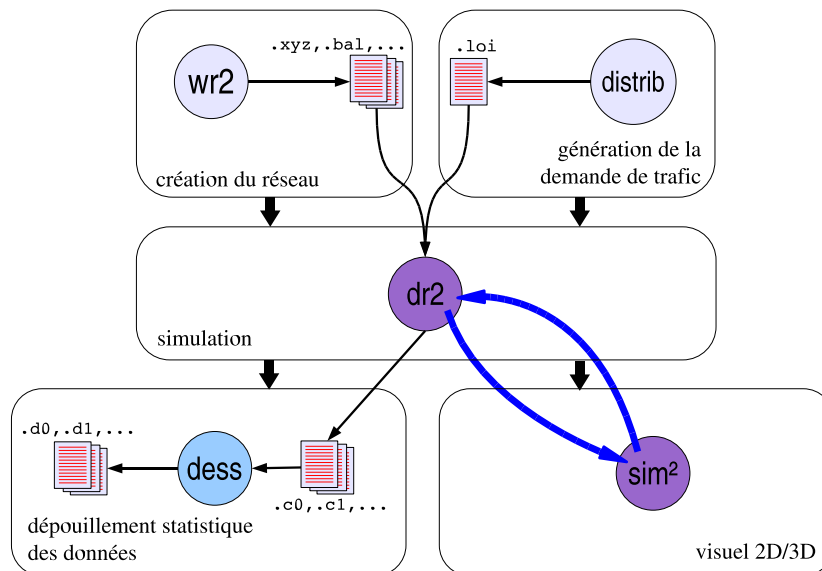 .xyz,.bal,...
wr2
création du réseau
.loi
distrib
génération de la
demande de trafic
dr2
simulation
.d0,.d1,...
dess
.c0,.c1,...
dépouillement statistique
des données
sim²
visuel 2D/3D